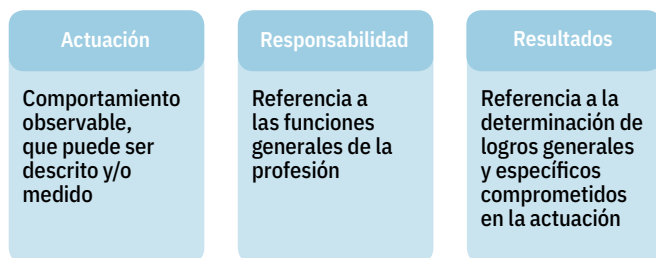 Actuación
Comportamiento
observable,
que puede ser
descrito y/o
medido
Responsabilidad
Referencia a
las funciones
generales de la
profesión
Resultados
Referencia a la
determinación de
logros generales
y específicos
comprometidos
en la actuación